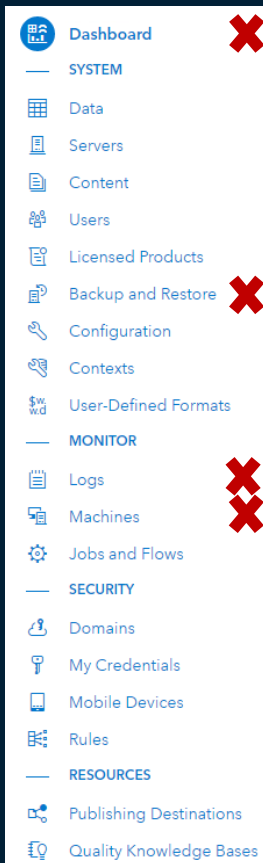 Dashboard
SYSTEM
Data
Servers
Content
Users
Licensed Products
Backup and Restore
Configuration
Contexts
$w.
w.d
User-Defined Formats
MONITOR
Logs
Machines
Jobs and Flows
SECURITY
Domains
My Credentials
Mobile Devices
Rules
RESOURCES
Publishing Destinations
Quality Knowledge Bases